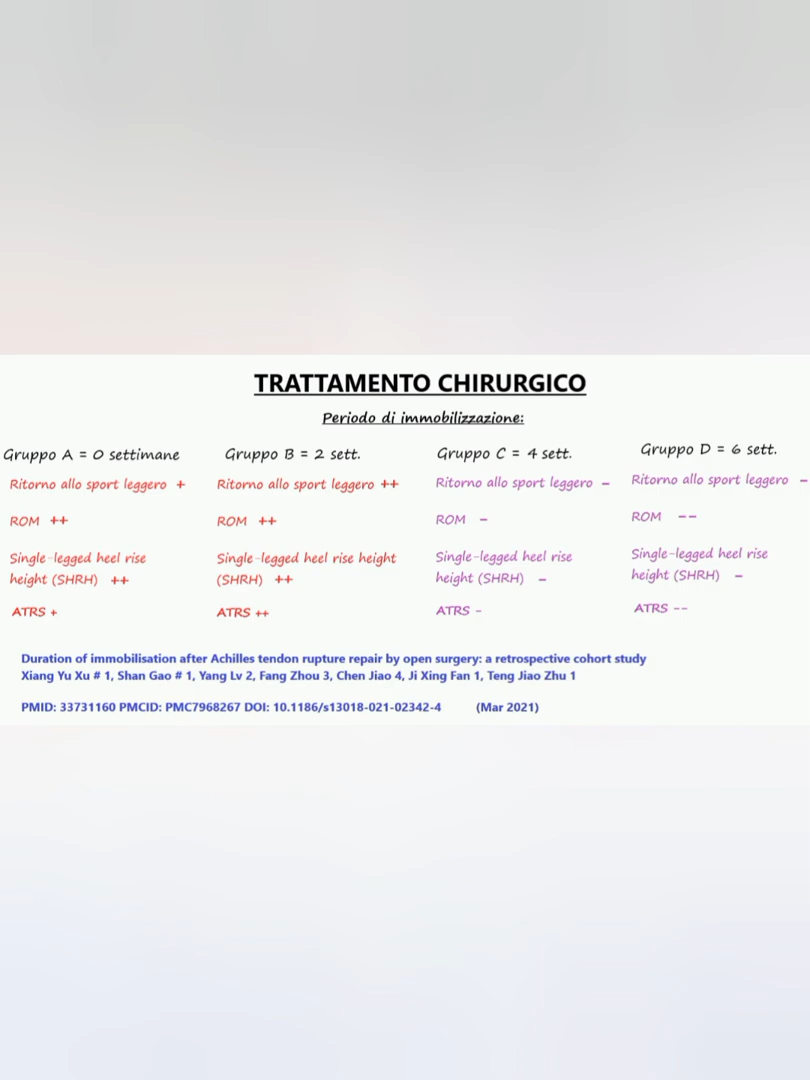 TRATTAMENTO CHIRURGICO
Periodo di immobilizzazione:
Gruppo A = 0 settimane
Ritorno allo sport leggero +
ROM ++
Single-legged heel rise
height (SHRH) ++
ATRS +
Gruppo B = 2 sett.
Ritorno allo sport leggero ++
ROM ++
Single-legged heel rise height
(SHRH) ++
ATRS ++
Gruppo C = 4 sett.
Ritorno allo sport leggero -
ROM -
Single-legged heel rise
height (SHRH) -
ATRS -
Gruppo D = 6 sett.
Ritorno allo sport leggero -
ROM --
Single-legged heel rise
height (SHRH) -
ATRS --
Duration of immobilisation after Achilles tendon rupture repair by open surgery: a retrospective cohort study
Xiang Yu Xu # 1, Shan Gao # 1, Yang Lv 2, Fang Zhou 3, Chen Jiao 4, Ji Xing Fan 1, Teng Jiao Zhu 1
PMID: 33731160 PMCID: PMC7968267 DOI: 10.1186/s13018-021-02342-4 (Mar 2021)